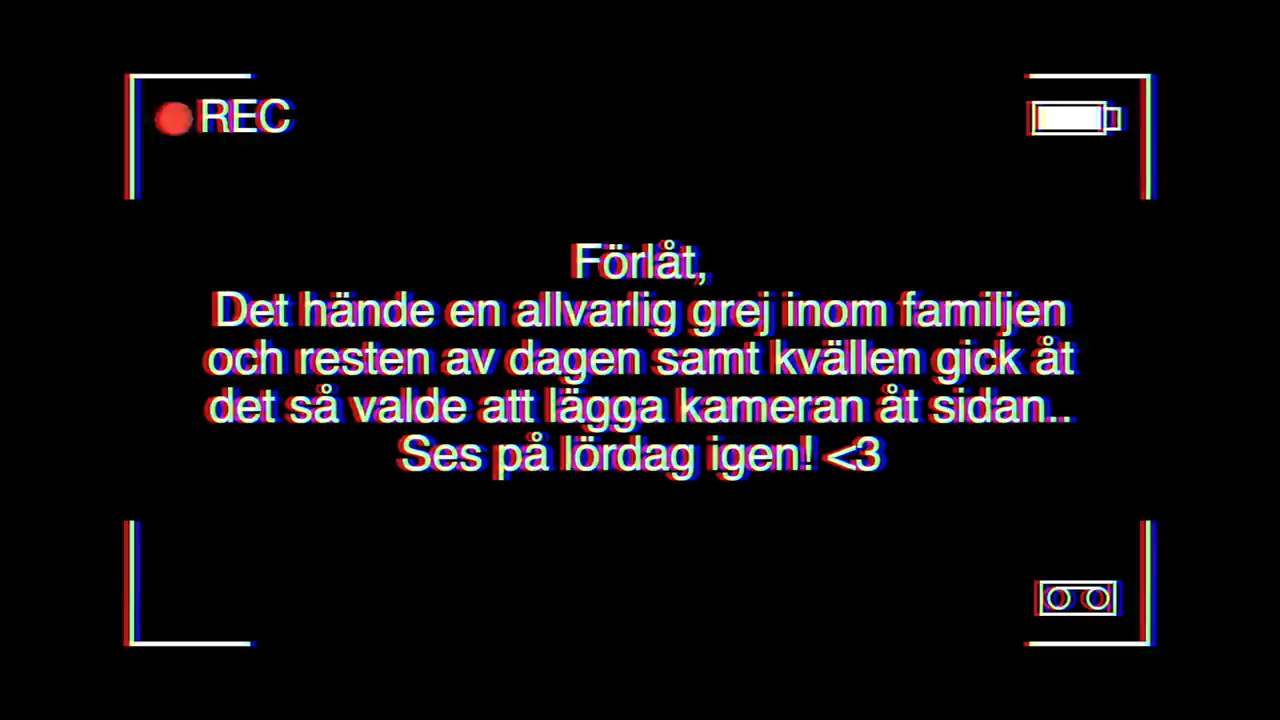 REC
Förlåt,
Det hände en allvarlig grej inom familjen
och resten av dagen samt kvällen gick åt
det så valde att lägga kameran åt sidan...
Ses på lördag igen! <3